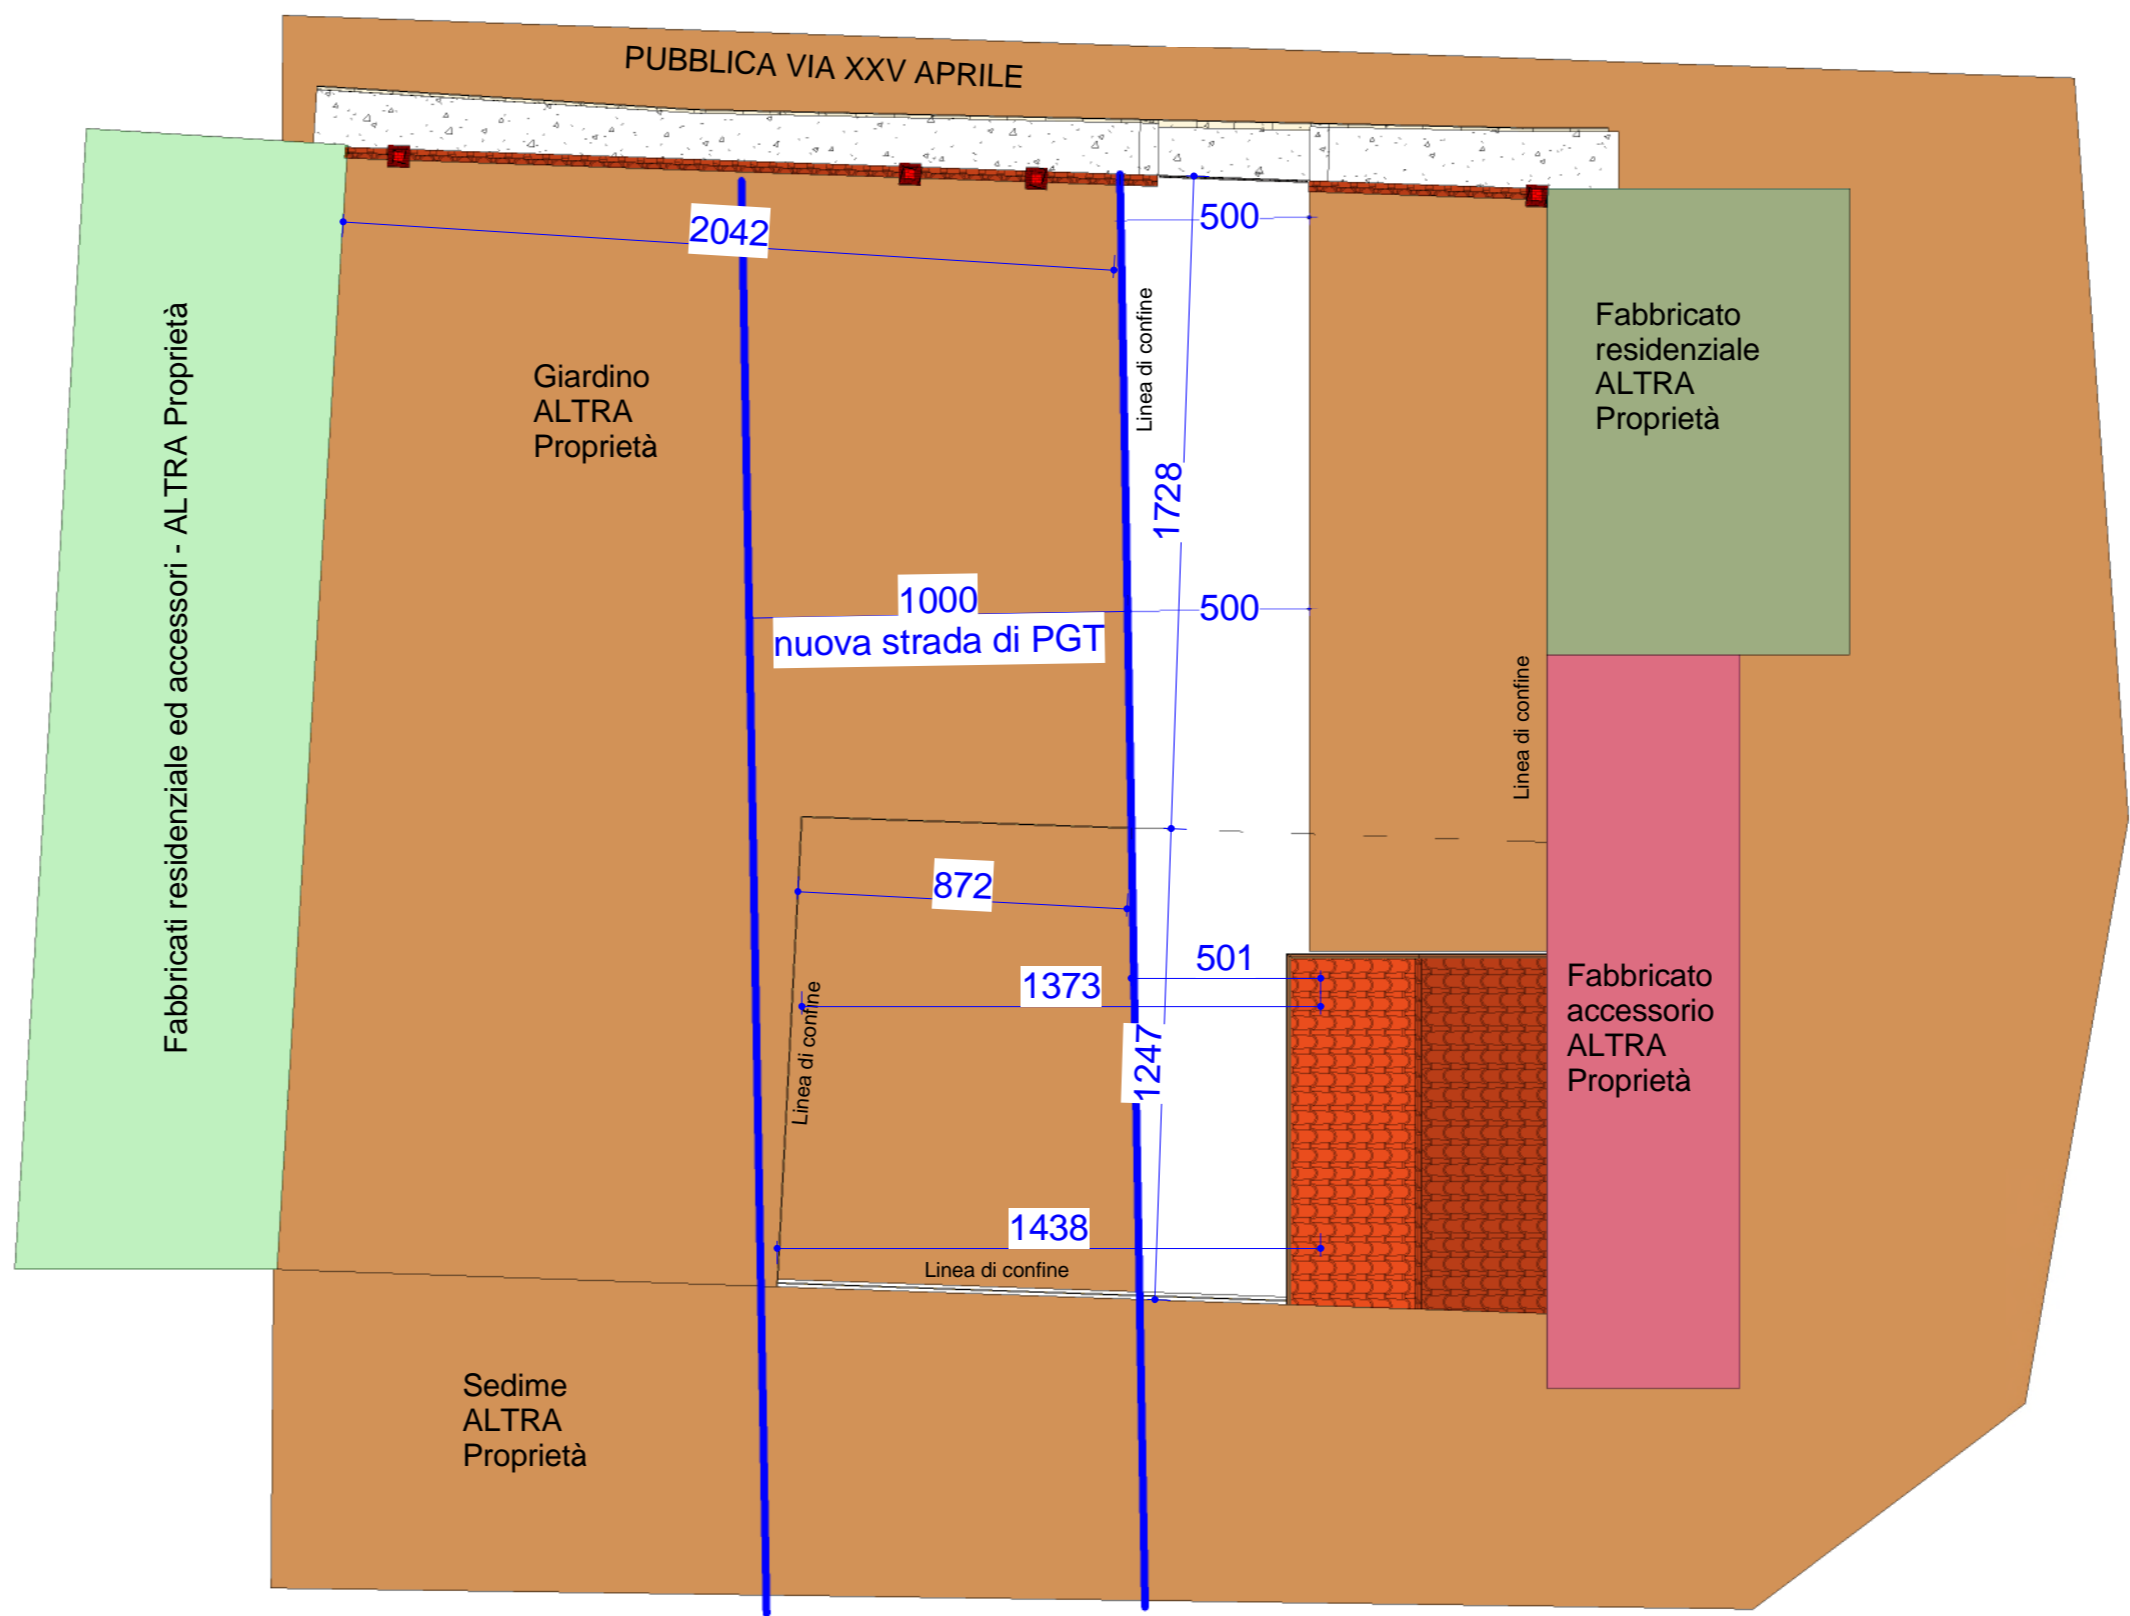 PUBBLICA VIA XXV APRILE
2042
500
Fabbricati residenziale ed accessori - ALTRA Proprietà
Giardino
ALTRA
Proprietà
Linea di confine
1728
Fabbricato
residenziale
ALTRA
Proprietà
1000
nuova strada di PGT
500
Linea di confine
872
501
1373
Linea di confine
1247
Fabbricato
accessorio
ALTRA
Proprietà
1438
Linea di confine
Sedime
ALTRA
Proprietà